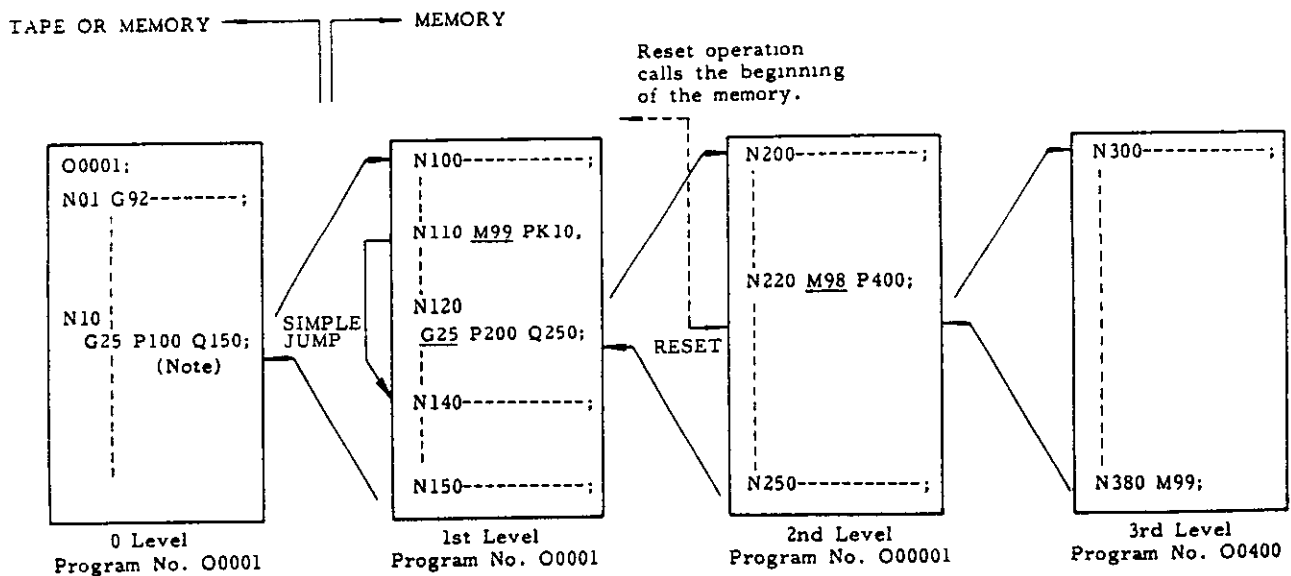 TAPE OR MEMORY
MEMORY
Reset operation
calls the beginning
of the memory.
O0001;
N01 G92--------;
N10
G25 P100 Q150;
(Note)
0 Level
Program No. O0001
SIMPLE
JUMP
N100-----------;
N110 M99 PK10,
N120
G25 P200 Q250;
N140-----------;
N150-----------;
1st Level
Program No. O0001
RESET
N200-----------;
N220 M98 P400;
N250-----------;
2nd Level
Program No. O00001
N300-----------;
N380 M99;
3rd Level
Program No. O0400